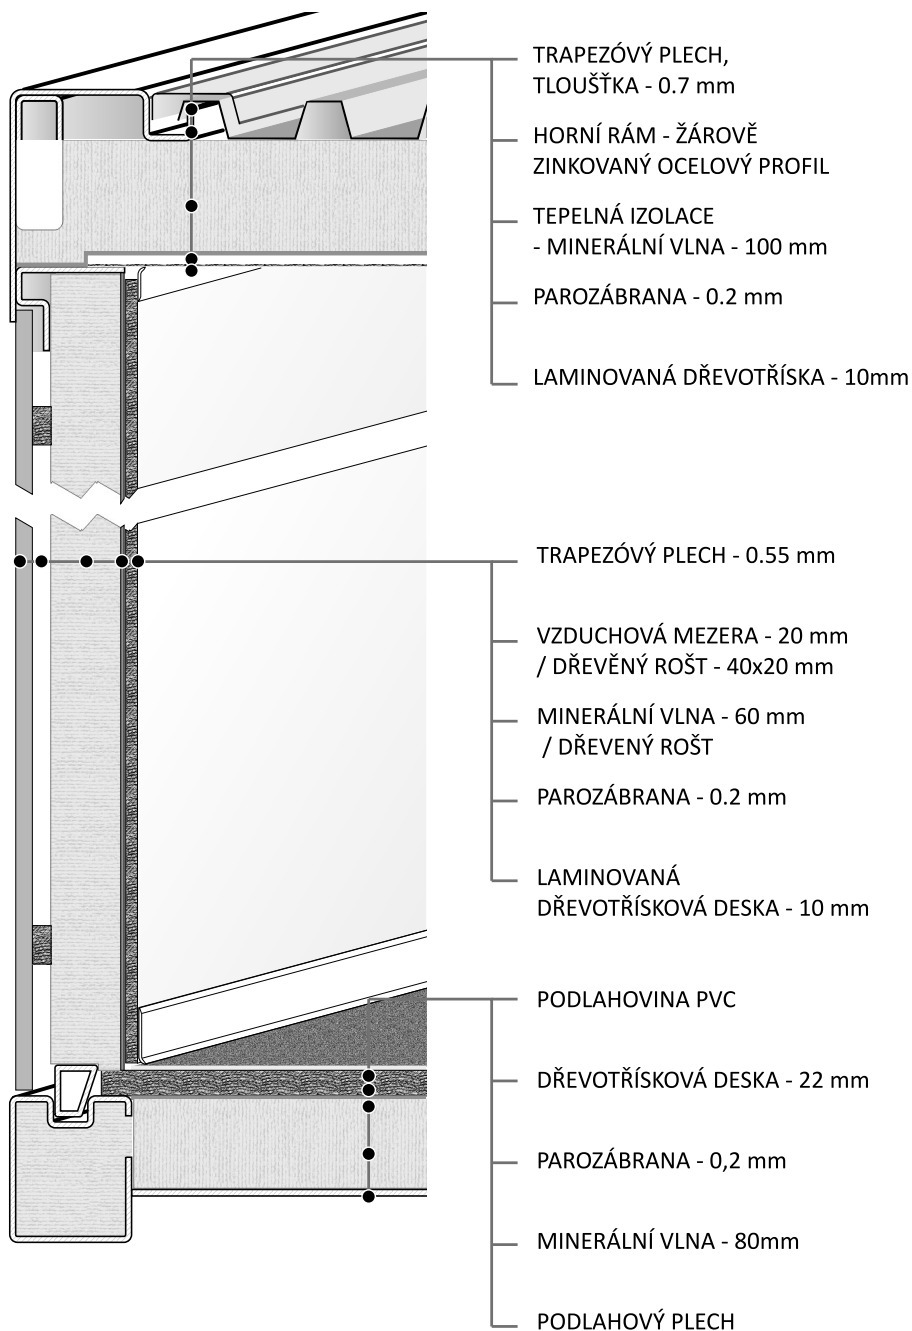 TRAPEZÓVÝ PLECH,
TLOUŠŤKA - 0.7 mm
HORNÍ RÁM - ŽÁROVĚ
ZINKOVANÝ OCELOVÝ PROFIL
TEPELNÁ IZOLACE
- MINERÁLNÍ VLNA - 100 mm
PAROZÁBRANA - 0.2 mm
LAMINOVANÁ DŘEVOTŘÍSKA - 10mm
TRAPEZÓVÝ PLECH - 0.55 mm
VZDUCHOVÁ MEZERA - 20 mm
/ DŘEVĚNÝ ROŠT - 40x20 mm
MINERÁLNÍ VLNA - 60 mm
/ DŘEVENÝ ROŠT
PAROZÁBRANA - 0.2 mm
LAMINOVANÁ
DŘEVOTŘÍSKOVÁ DESKA - 10 mm
PODLAHOVINA PVC
DŘEVOTŘÍSKOVÁ DESKA - 22 mm
PAROZÁBRANA - 0,2 mm
MINERÁLNÍ VLNA - 80mm
PODLAHOVÝ PLECH